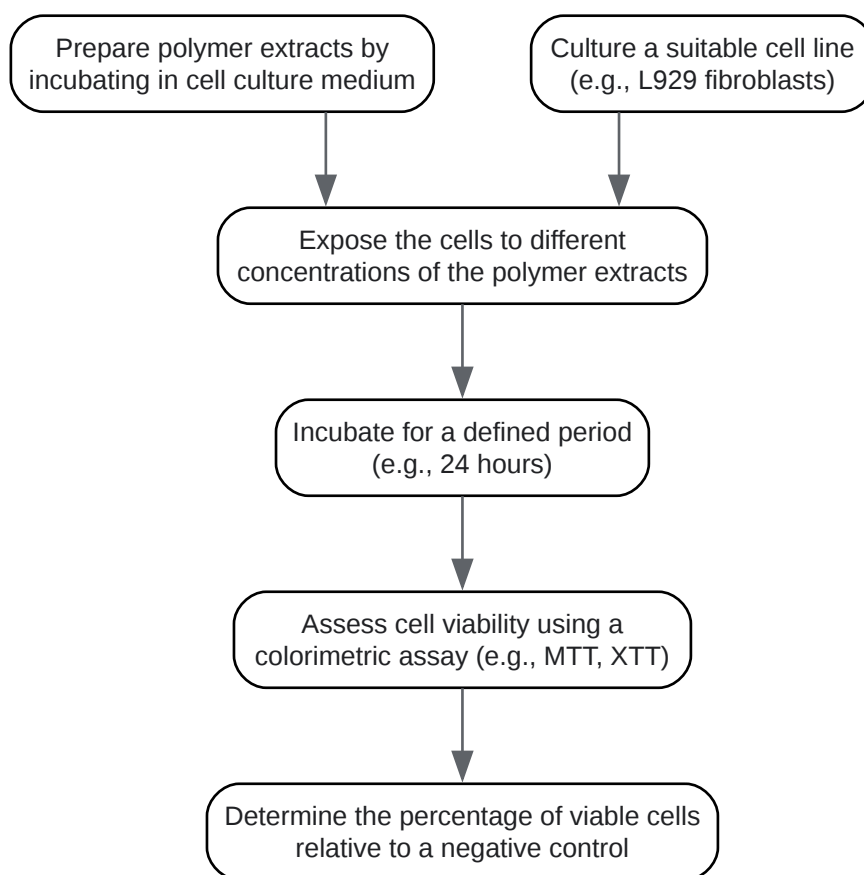 Prepare polymer extracts by
incubating in cell culture medium
Culture a suitable cell line
(e.g., L929 fibroblasts)
Expose the cells to different
concentrations of the polymer extracts
Incubate for a defined period
(e.g., 24 hours)
Assess cell viability using a
colorimetric assay (e.g., MTT, XTT)
Determine the percentage of viable cells
relative to a negative control